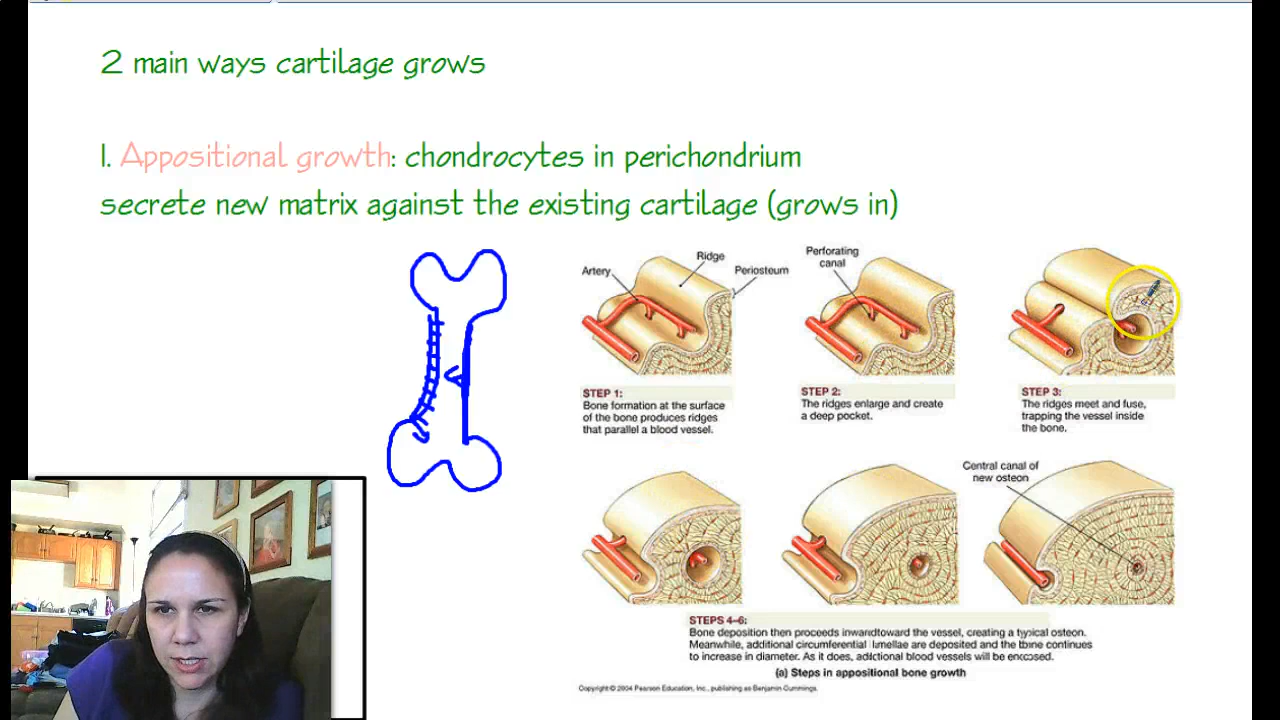 2 main ways cartilage grows
1. Appositional growth: chondrocytes in perichondrium
secrete new matrix against the existing cartilage (grows in)
Artery
Ridge
Periosteum
Perforating
canal
STEP 1:
Bone formation at the surface
of the bone produces ridges
that parallel a blood vessel.
STEP 2:
The ridges enlarge and create
a deep pocket.
STEP 3:
The ridges meet and fuse,
trapping the vessel inside
the bone.
Central canal of
new osteon
STEPS 4–6:
Bone deposition then proceeds inwardtoward the vessel, creating a typical osteon.
Meanwhile, additional circumferential lamellae are deposited and the bone continues
to increase in diameter. As it does, additional blood vessels will be enclosed.
(a) Steps in appositional bone growth
Copyright © 2004 Pearson Education, Inc., publishing as Benjamin Cummings.